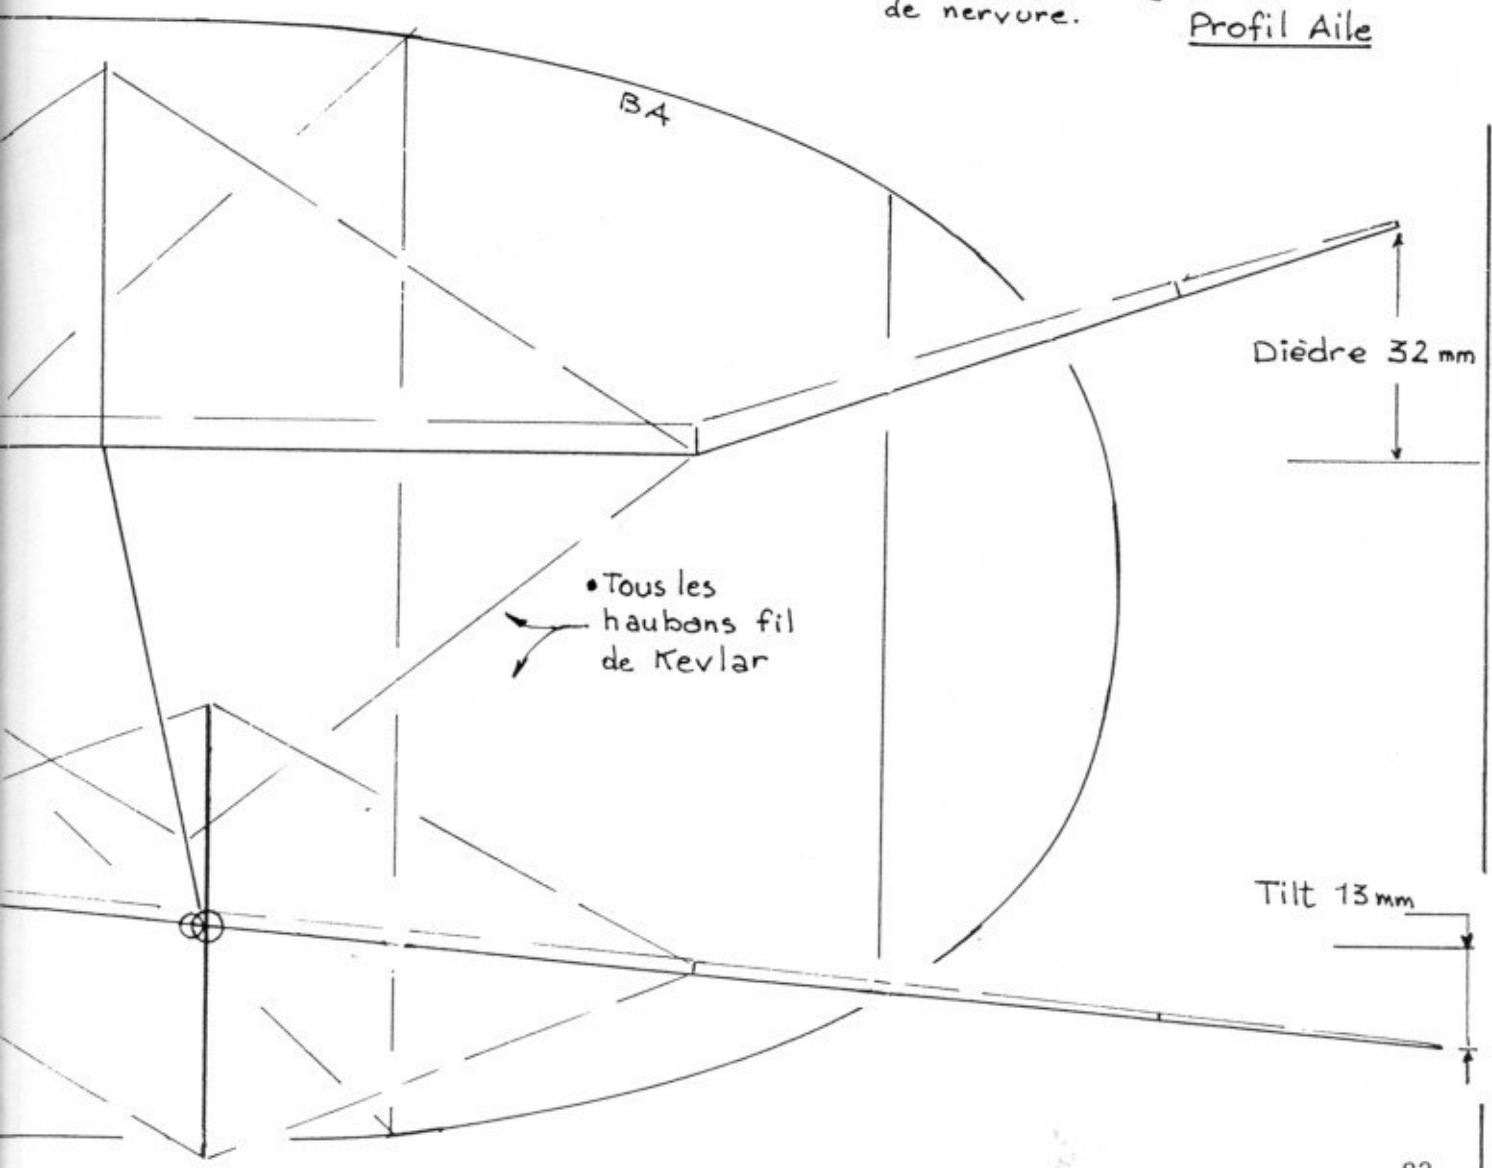 de nervure.
Profil Aile
BA
Dièdre 32 mm
•Tous les
haubans fil
de Kevlar
Tilt 13 mm